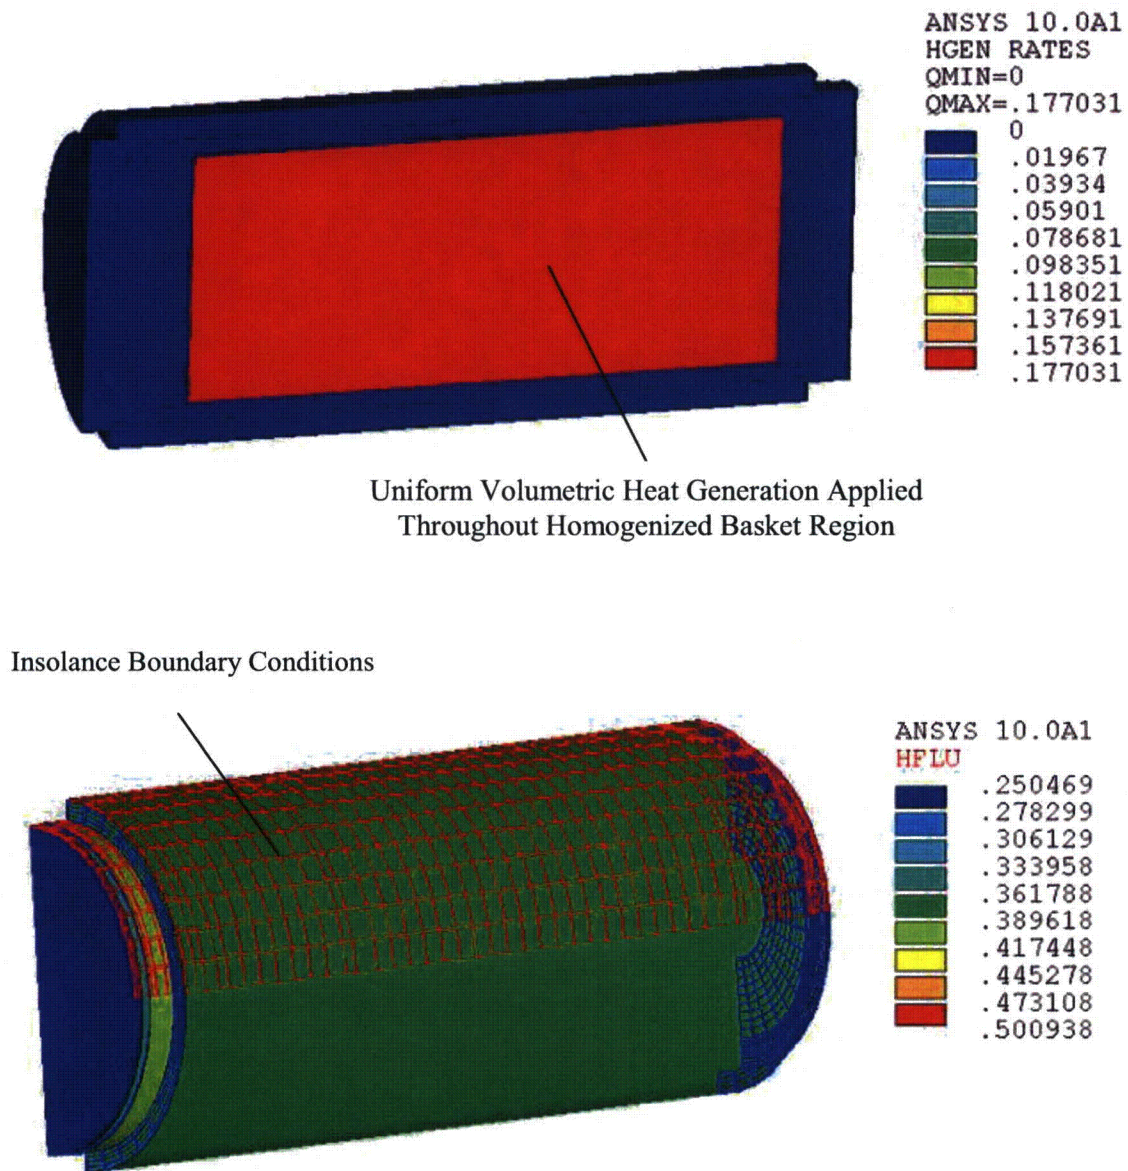 ANSYS 10.0A1
HGEN RATES
QMIN=0
QMAX=.177031
0
.01967
.03934
.05901
.078681
.098351
.118021
.137691
.157361
.177031
Uniform Volumetric Heat Generation Applied
Throughout Homogenized Basket Region
Insolance Boundary Conditions
ANSYS 10.0A1
HFLU
.250469
.278299
.306129
.333958
.361788
.389618
.417448
.445278
.473108
.500938